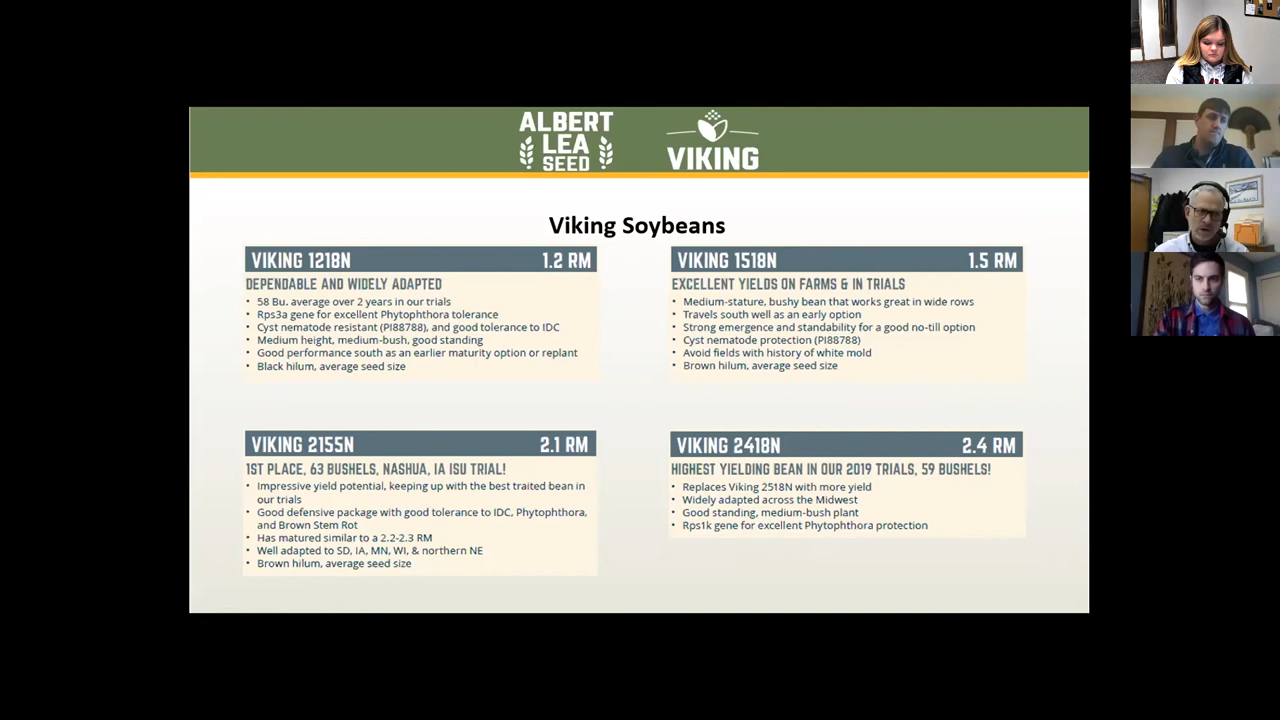 ALBERT
LEA
SEED
VIKING
Viking Soybeans
VIKING 1218N 1.2 RM
DEPENDABLE AND WIDELY ADAPTED
• 58 Bu. average over 2 years in our trials
• Rps3a gene for excellent Phytophthora tolerance
• Cyst nematode resistant (PI88788), and good tolerance to IDC
• Medium height, medium-bush, good standing
• Good performance south as an earlier maturity option or replant
• Black hilum, average seed size
VIKING 1518N 1.5 RM
EXCELLENT YIELDS ON FARMS & IN TRIALS
• Medium-stature, bushy bean that works great in wide rows
• Travels south well as an early option
• Strong emergence and standability for a good no-till option
• Cyst nematode protection (PI88788)
• Avoid fields with history of white mold
• Brown hilum, average seed size
VIKING 2155N 2.1 RM
1ST PLACE, 63 BUSHELS, NASHUA, IA ISU TRIAL!
• Impressive yield potential, keeping up with the best traited bean in
our trials
• Good defensive package with good tolerance to IDC, Phytophthora,
and Brown Stem Rot
• Has matured similar to a 2.2-2.3 RM
• Well adapted to SD, IA, MN, WI, & northern NE
• Brown hilum, average seed size
VIKING 2418N 2.4 RM
HIGHEST YIELDING BEAN IN OUR 2019 TRIALS, 59 BUSHELS!
• Replaces Viking 2518N with more yield
• Widely adapted across the Midwest
• Good standing, medium-bush plant
• Rps1k gene for excellent Phytophthora protection